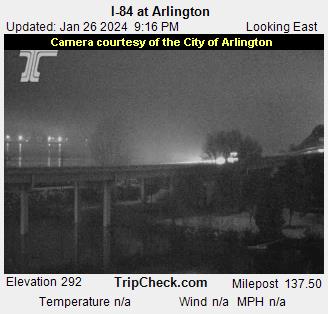 I-84 at Arlington
Updated: Jan 26 2024 9:16 PM Looking East
Camera courtesy of the City of Arlington
Elevation 292 TripCheck.com Milepost 137.50
Temperature n/a Wind n/a MPH n/a